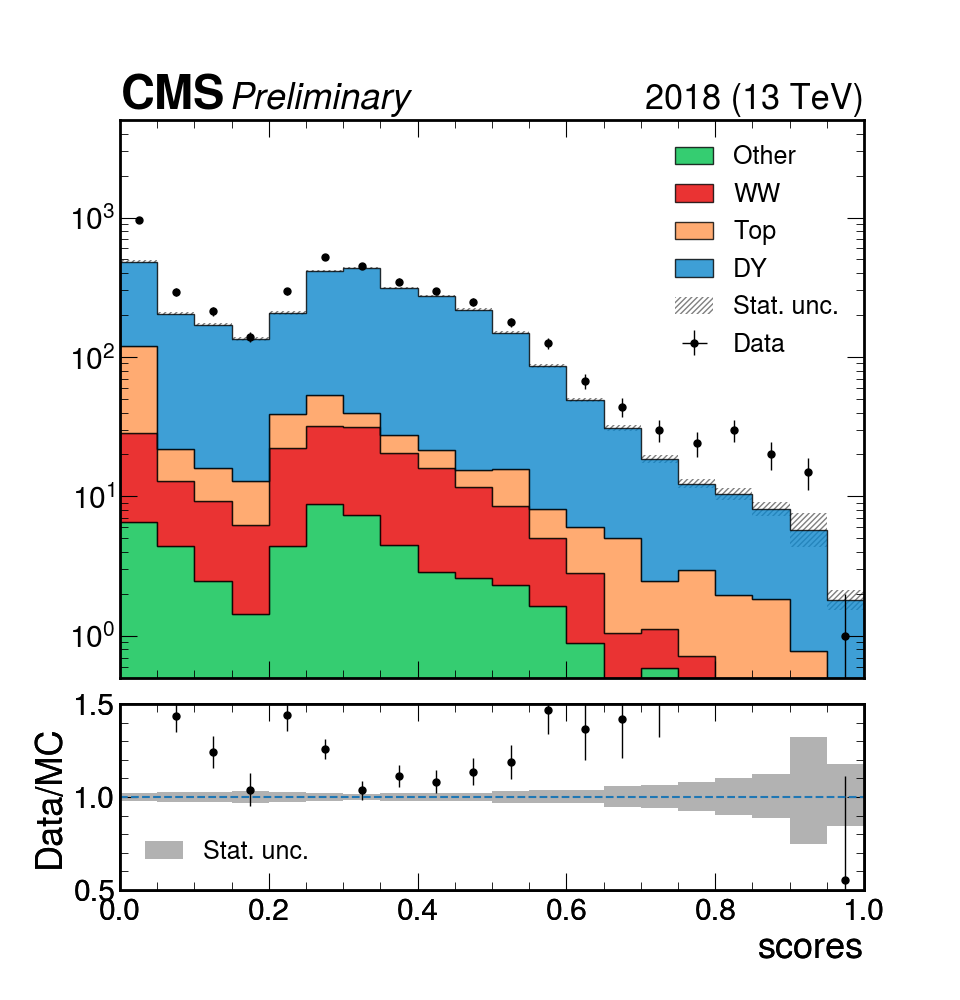 CMS Preliminary 2018 (13 TeV)
Other
WW
Top
DY
Stat. unc.
Data
10³
10²
10¹
10⁰
1.5
1.0
0.5
Data/MC
Stat. unc.
0.0 0.2 0.4 0.6 0.8 1.0
scores